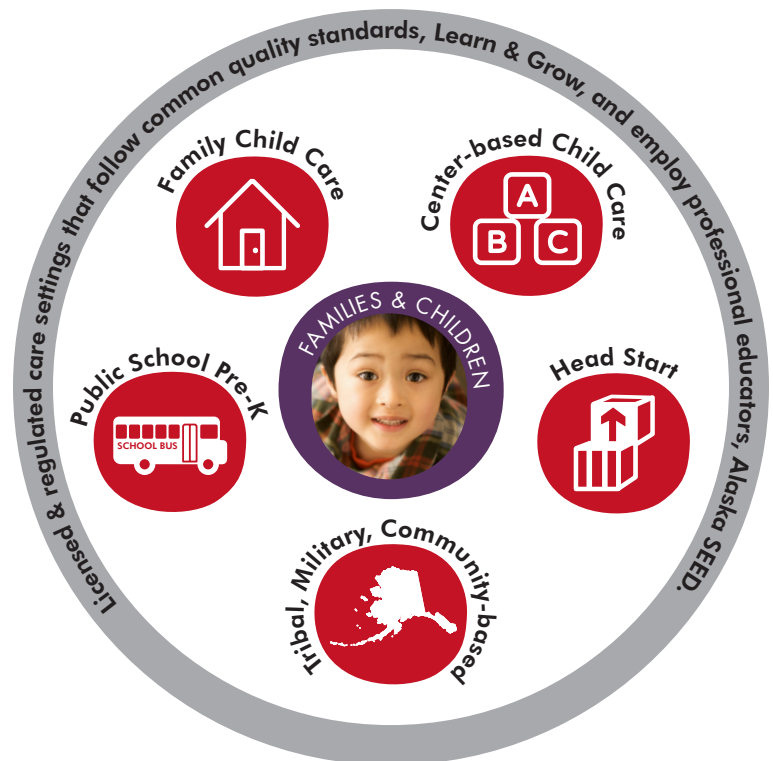 Licensed & regulated care settings that follow common quality standards, Learn & Grow, and employ professional educators, Alaska SEED.
Family Child Care
Center-based Child Care
A
B C
FAMILIES & CHILDREN
Public School Pre-K
SCHOOL BUS
Head Start
Tribal, Military, Community-based